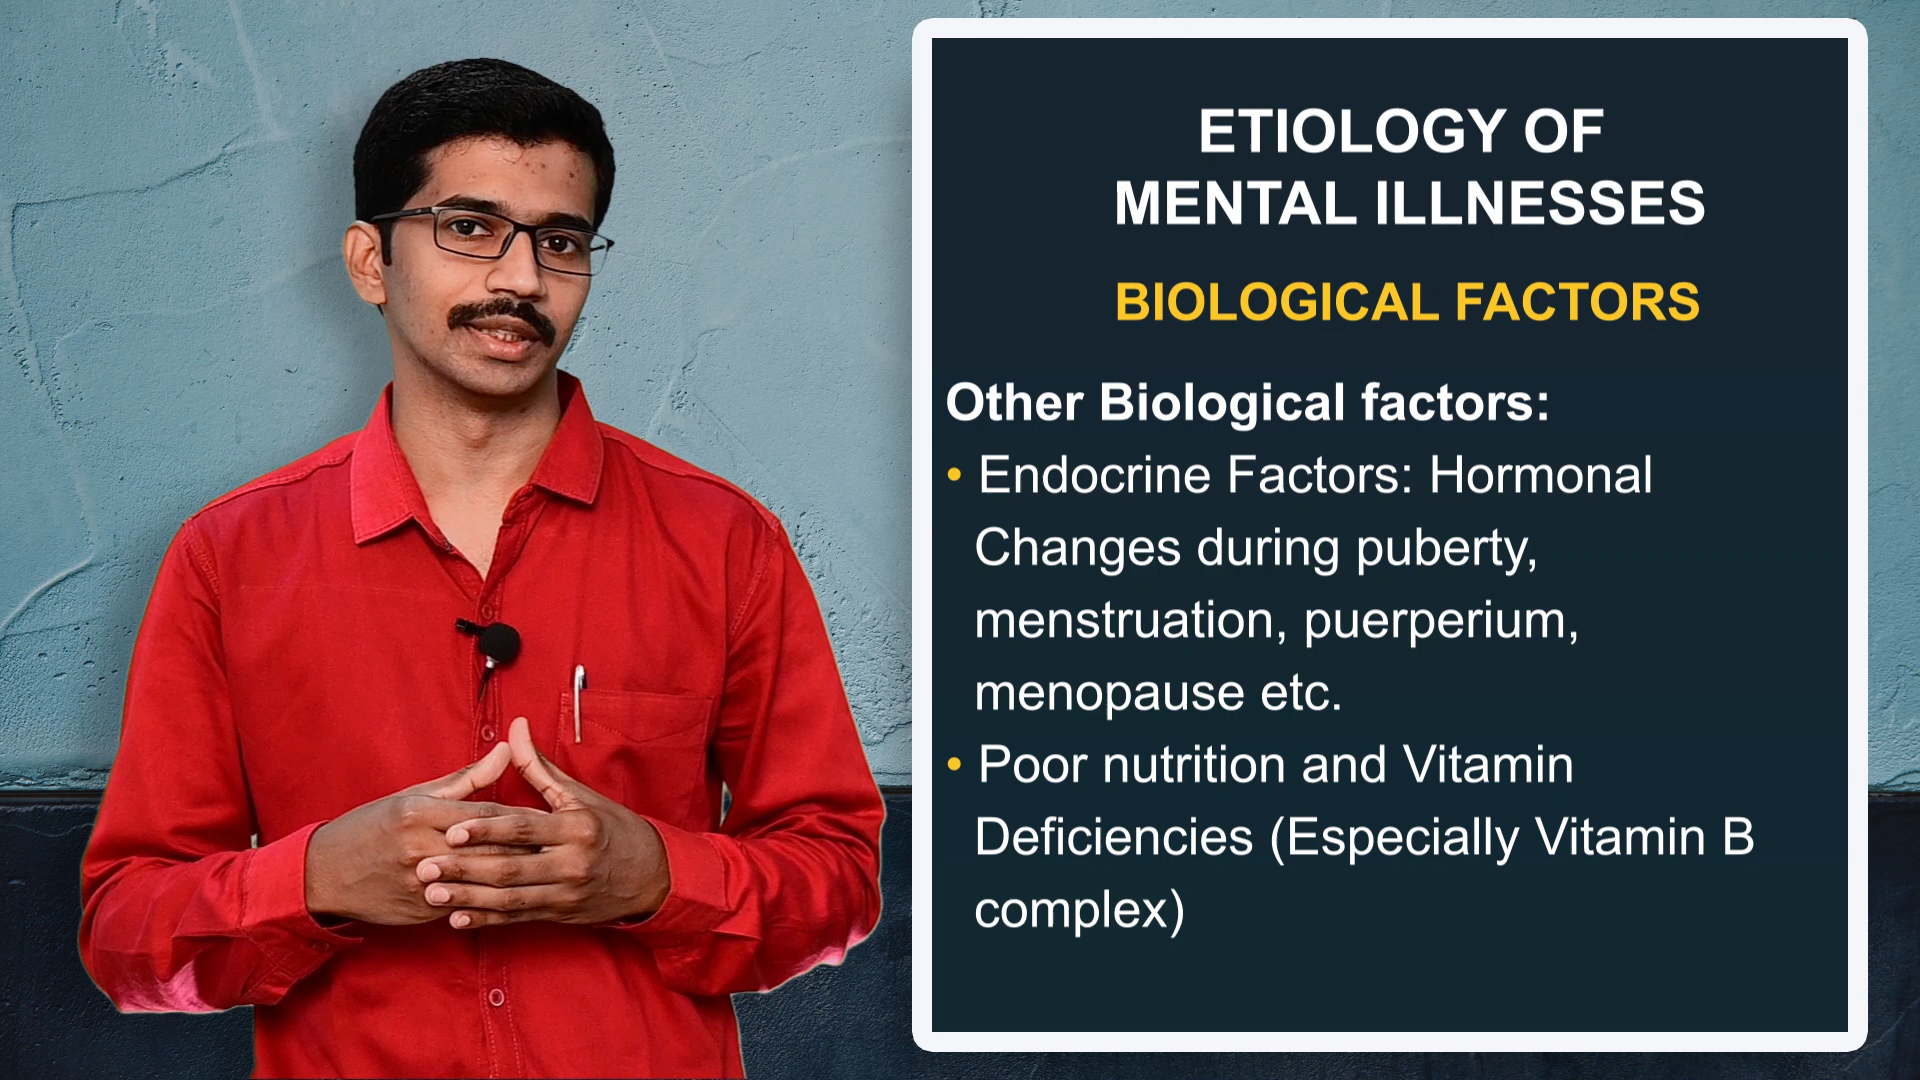 ETIOLOGY OF
MENTAL ILLNESSES
BIOLOGICAL FACTORS
Other Biological factors:
• Endocrine Factors: Hormonal
Changes during puberty,
menstruation, puerperium,
menopause etc.
• Poor nutrition and Vitamin
Deficiencies (Especially Vitamin B
complex)